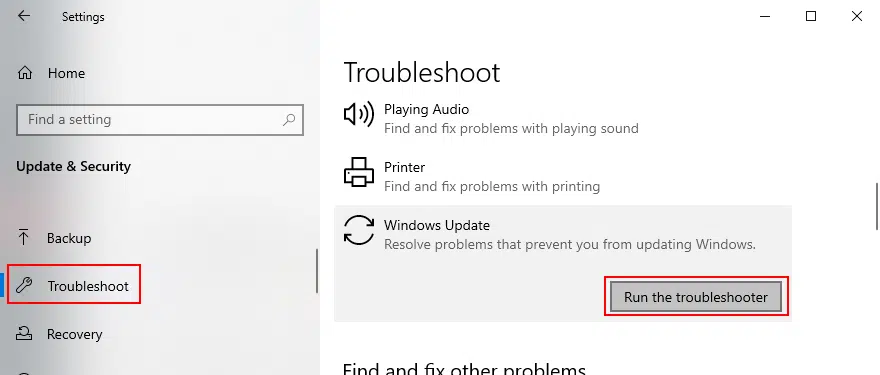 Settings
Home
Find a setting
Update & Security
Backup
Troubleshoot
Recovery
Troubleshoot
Playing Audio
Find and fix problems with playing sound
Printer
Find and fix problems with printing
Windows Update
Resolve problems that prevent you from updating Windows.
Run the troubleshooter
Find and fix other problems